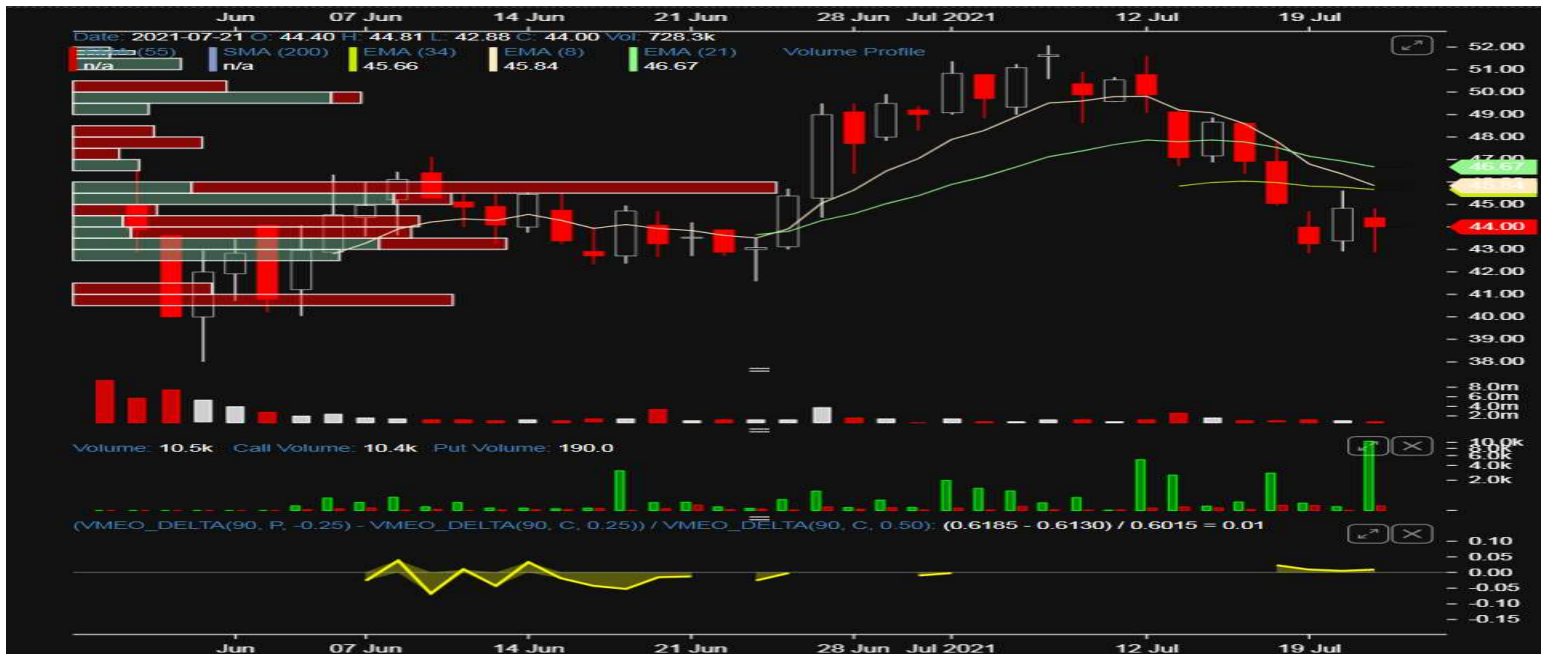 Jun 07 Jun 14 Jun 21 Jun 28 Jun Jul 2021 12 Jul 19 Jul
Date: 2021-07-21 O: 44.40 H: 44.81 L: 42.88 C: 44.00 Vol: 728.3k
(55) SMA (200) EMA (34) EMA (8) EMA (21) Volume Profile
n/a n/a 45.66 45.84 46.67
52.00
51.00
50.00
49.00
48.00
47.00
46.67
46.00
45.84
45.00
44.00
43.00
42.00
41.00
40.00
39.00
38.00
8.0m
6.0m
4.0m
2.0m
Volume: 10.5k Call Volume: 10.4k Put Volume: 190.0
10.0k
8.0k
6.0k
4.0k
2.0k
(VMEO_DELTA(90, P, -0.25) - VMEO_DELTA(90, C, 0.25)) / VMEO_DELTA(90, C, 0.50): (0.6185 - 0.6130) / 0.6015 = 0.01
0.10
0.05
0.00
-0.05
-0.10
-0.15
Jun 07 Jun 14 Jun 21 Jun 28 Jun Jul 2021 12 Jul 19 Jul